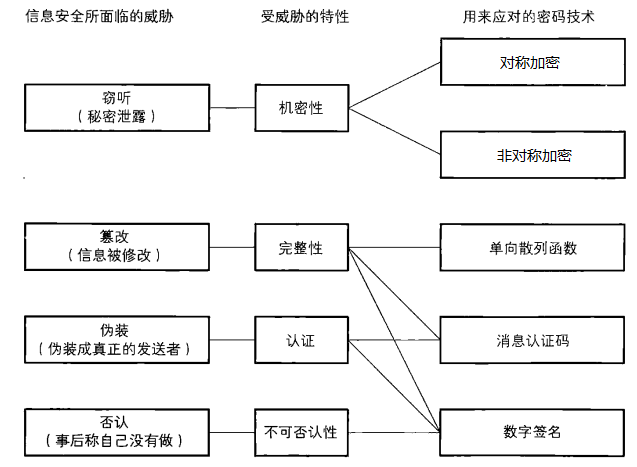 信息安全所面临的威胁
受威胁的特性
用来应对的密码技术
窃听
（秘密泄露）
机密性
对称加密
非对称加密
篡改
（信息被修改）
完整性
单向散列函数
伪装
（伪装成真正的发送者）
认证
消息认证码
否认
（事后称自己没有做）
不可否认性
数字签名